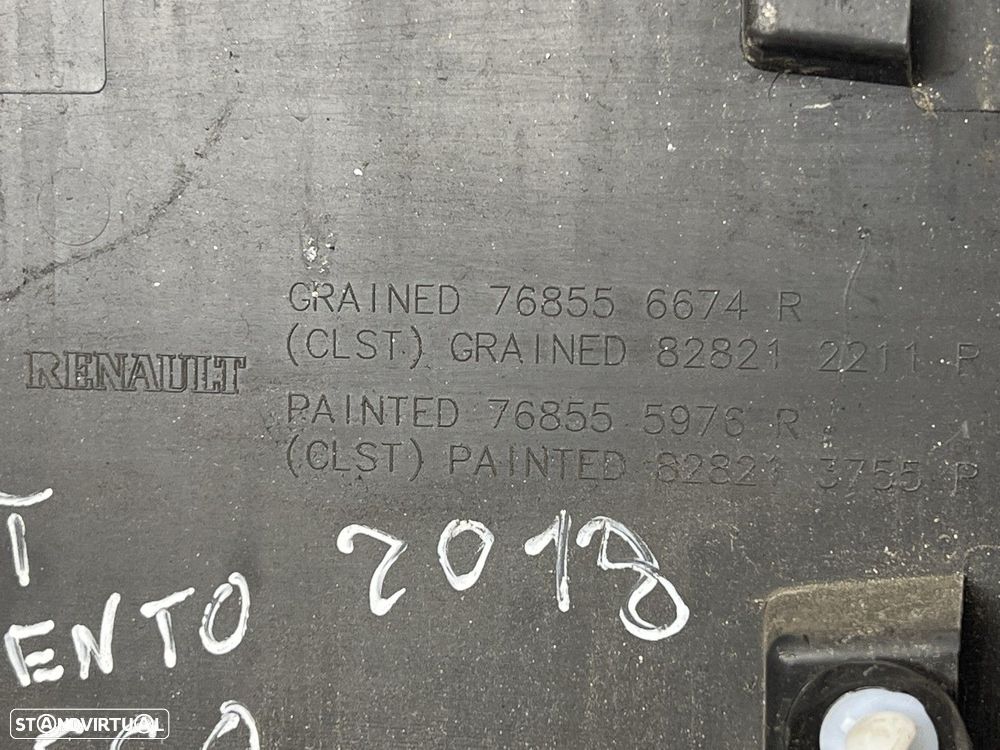 GRAINED 76855 6674 R
(CLST) GRAINED 82821 2211 R
RENAULT
PAINTED 76855 5976 R
(CLST) PAINTED 82821 3755 R
T
2018
ENTO
STANDVIRTUAL